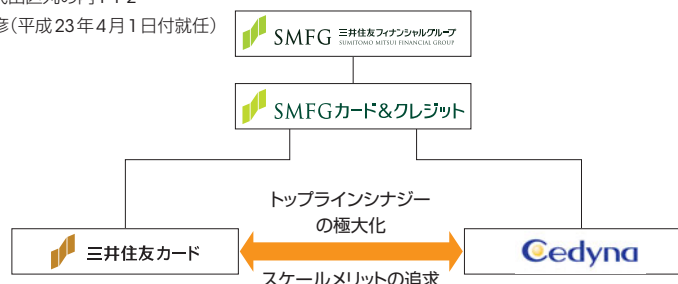 彦(平成23年4月1日付就任)
SMFG 三井住友フィナンシャルグループ
SUMITOMO MITSUI FINANCIAL GROUP
SMFGカード&クレジット
トップラインシナジー
の極大化
三井住友カード
Cedyna
スケールメリットの追求